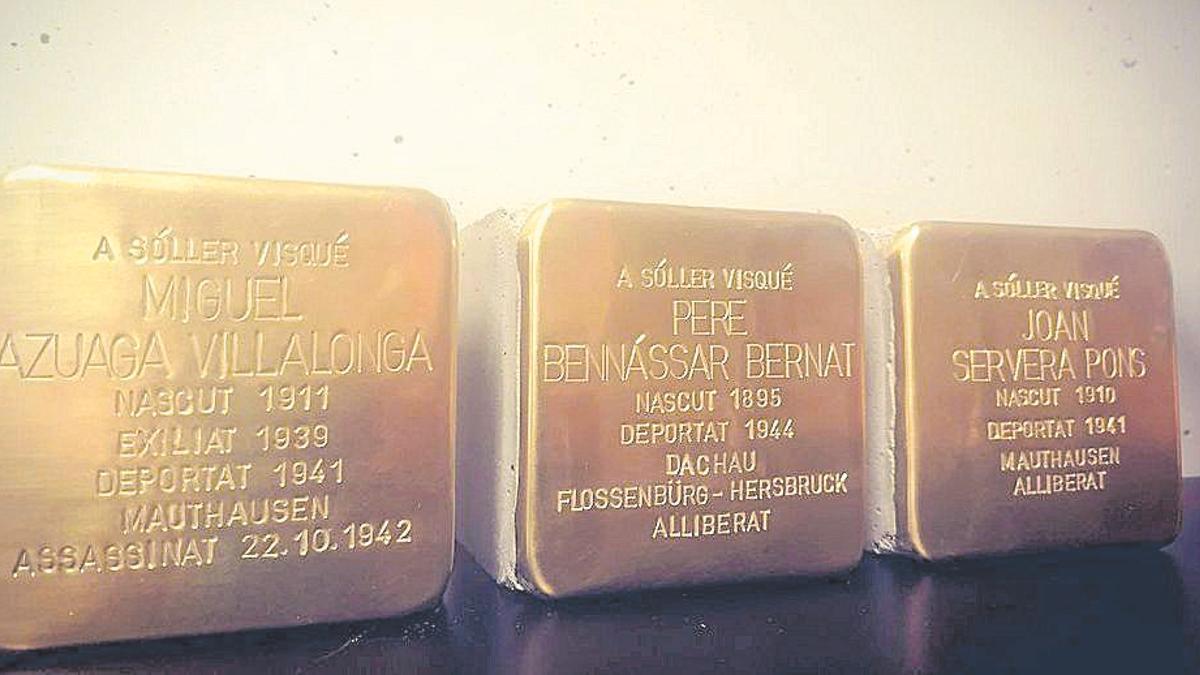 A SÓLLER VISQUÉ
MIGUEL
AZUAGA VILLALONGA
NASCUT 1911
EXILIAT 1939
DEPORTAT 1941
MAUTHAUSEN
ASSASSINAT 22.10.1942
A SÓLLER VISQUÉ
PERE
BENNÁSSAR BERNAT
NASCUT 1895
DEPORTAT 1944
DACHAU
FLOSSENBÜRG-HERSBRUCK
ALLIBERAT
A SÓLLER VISQUÉ
JOAN
SERVERA PONS
NASCUT 1910
DEPORTAT 1941
MAUTHAUSEN
ALLIBERAT